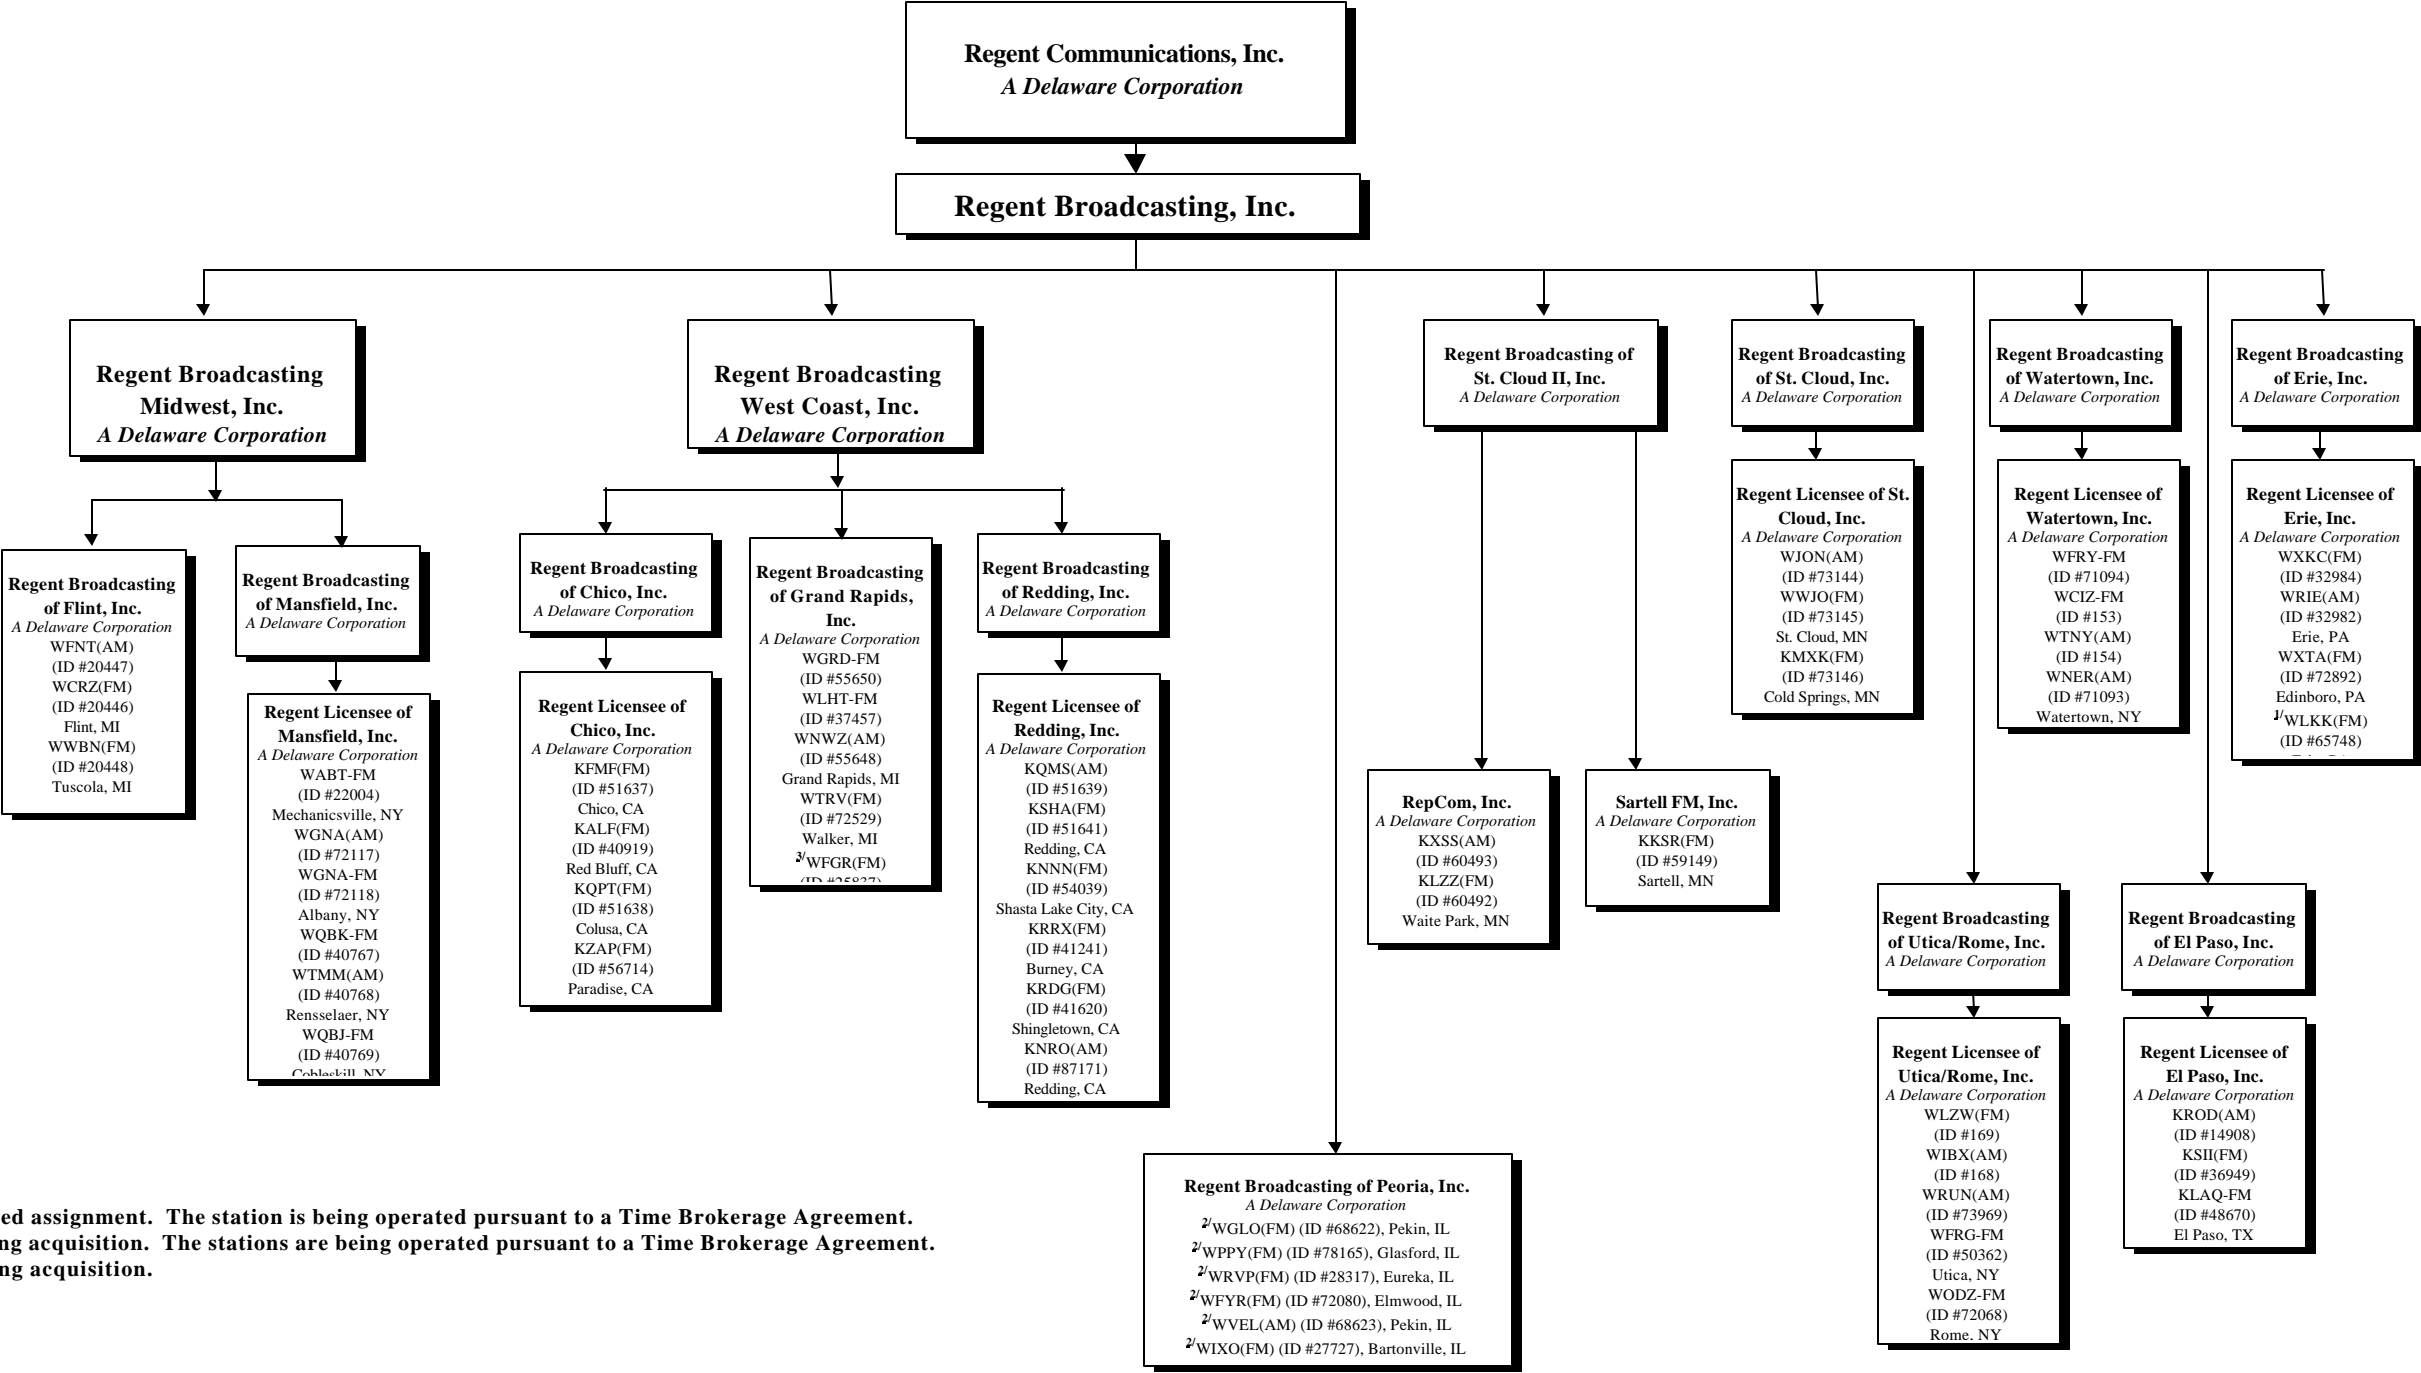 Regent Communications, Inc.
A Delaware Corporation
Regent Broadcasting, Inc.
Regent Broadcasting
Midwest, Inc.
A Delaware Corporation
Regent Broadcasting
West Coast, Inc.
A Delaware Corporation
Regent Broadcasting of
St. Cloud II, Inc.
A Delaware Corporation
Regent Broadcasting
of St. Cloud, Inc.
A Delaware Corporation
Regent Broadcasting
of Watertown, Inc.
A Delaware Corporation
Regent Broadcasting
of Erie, Inc.
A Delaware Corporation
Regent Broadcasting
of Flint, Inc.
A Delaware Corporation
WFNT(AM)
(ID #20447)
WCRZ(FM)
(ID #20446)
Flint, MI
WWBN(FM)
(ID #20448)
Tuscola, MI
Regent Broadcasting
of Mansfield, Inc.
A Delaware Corporation
Regent Licensee of
Mansfield, Inc.
A Delaware Corporation
WABT-FM
(ID #22004)
Mechanicsville, NY
WGNA(AM)
(ID #72117)
WGNA-FM
(ID #72118)
Albany, NY
WQBK-FM
(ID #40767)
WTMM(AM)
(ID #40768)
Rensselaer, NY
WQBJ-FM
(ID #40769)
Cobleskill, NY
Regent Broadcasting
of Chico, Inc.
A Delaware Corporation
Regent Licensee of
Chico, Inc.
A Delaware Corporation
KFMF(FM)
(ID #51637)
Chico, CA
KALF(FM)
(ID #40919)
Red Bluff, CA
KQPT(FM)
(ID #51638)
Colusa, CA
KZAP(FM)
(ID #56714)
Paradise, CA
Regent Broadcasting
of Grand Rapids,
Inc.
A Delaware Corporation
WGRD-FM
(ID #55650)
WLHT-FM
(ID #37457)
WNWZ(AM)
(ID #55648)
Grand Rapids, MI
WTRV(FM)
(ID #72529)
Walker, MI
3/WFGR(FM)
(ID #25837)
Regent Broadcasting
of Redding, Inc.
A Delaware Corporation
Regent Licensee of
Redding, Inc.
A Delaware Corporation
KQMS(AM)
(ID #51639)
KSHA(FM)
(ID #51641)
Redding, CA
KNNN(FM)
(ID #54039)
Shasta Lake City, CA
KRRX(FM)
(ID #41241)
Burney, CA
KRDG(FM)
(ID #41620)
Shingletown, CA
KNRO(AM)
(ID #87171)
Redding, CA
RepCom, Inc.
A Delaware Corporation
KXSS(AM)
(ID #60493)
KLZZ(FM)
(ID #60492)
Waite Park, MN
Sartell FM, Inc.
A Delaware Corporation
KKSR(FM)
(ID #59149)
Sartell, MN
Regent Licensee of St.
Cloud, Inc.
A Delaware Corporation
WJON(AM)
(ID #73144)
WWJO(FM)
(ID #73145)
St. Cloud, MN
KMXK(FM)
(ID #73146)
Cold Springs, MN
Regent Licensee of
Watertown, Inc.
A Delaware Corporation
WFRY-FM
(ID #71094)
WCIZ-FM
(ID #153)
WTNY(AM)
(ID #154)
WNER(AM)
(ID #71093)
Watertown, NY
Regent Licensee of
Erie, Inc.
A Delaware Corporation
WXKC(FM)
(ID #32984)
WRIE(AM)
(ID #32982)
Erie, PA
WXTA(FM)
(ID #72892)
Edinboro, PA
1/WLKK(FM)
(ID #65748)
Regent Broadcasting
of Utica/Rome, Inc.
A Delaware Corporation
Regent Licensee of
Utica/Rome, Inc.
A Delaware Corporation
WLZW(FM)
(ID #169)
WIBX(AM)
(ID #168)
WRUN(AM)
(ID #73969)
WFRG-FM
(ID #50362)
Utica, NY
WODZ-FM
(ID #72068)
Rome, NY
Regent Broadcasting
of El Paso, Inc.
A Delaware Corporation
Regent Licensee of
El Paso, Inc.
A Delaware Corporation
KROD(AM)
(ID #14908)
KSII(FM)
(ID #36949)
KLAQ-FM
(ID #48670)
El Paso, TX
Regent Broadcasting of Peoria, Inc.
A Delaware Corporation
2/WGLO(FM) (ID #68622), Pekin, IL
2/WPPY(FM) (ID #78165), Glasford, IL
2/WRVP(FM) (ID #28317), Eureka, IL
2/WFYR(FM) (ID #72080), Elmwood, IL
2/WVEL(AM) (ID #68623), Pekin, IL
2/WIXO(FM) (ID #27727), Bartonville, IL
ed assignment. The station is being operated pursuant to a Time Brokerage Agreement.
ng acquisition. The stations are being operated pursuant to a Time Brokerage Agreement.
ng acquisition.